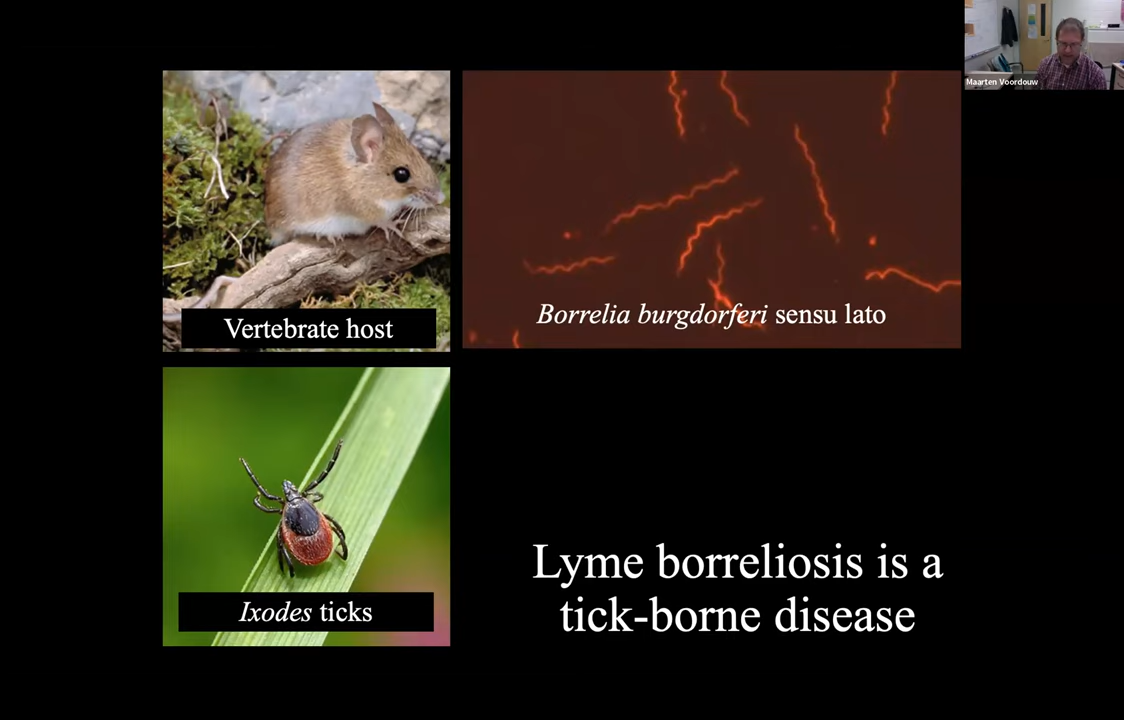 Maarten Voordouw
Vertebrate host
Borrelia burgdorferi sensu lato
Ixodes ticks
Lyme borreliosis is a
tick-borne disease